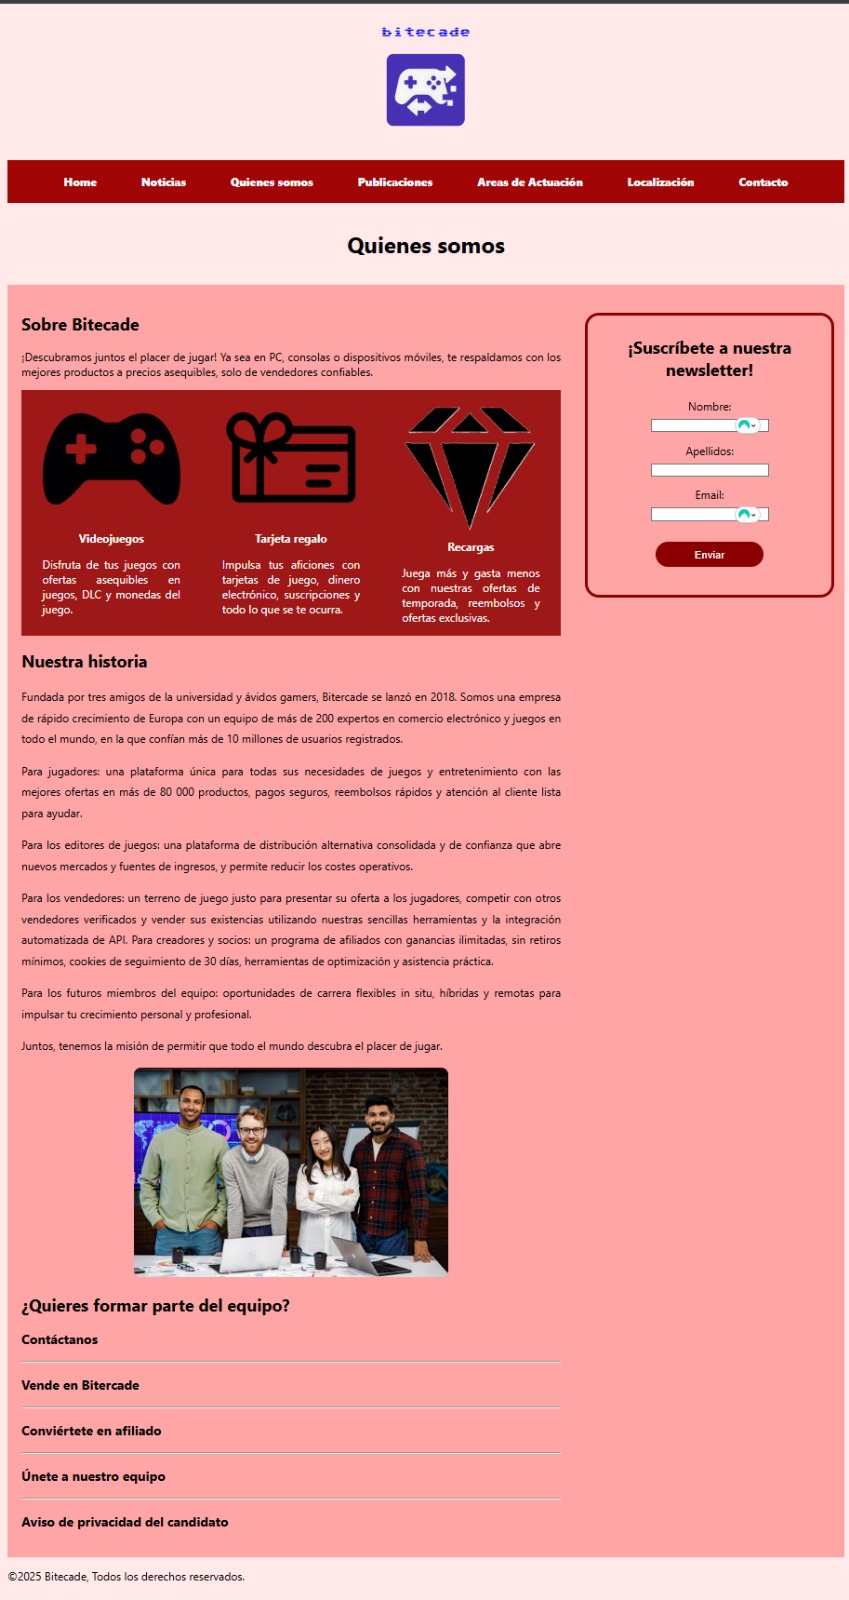 bitecade
Home Noticias Quienes somos Publicaciones Areas de Actuación Localización Contacto
Quienes somos
Sobre Bitecade
¡Descubramos juntos el placer de jugar! Ya sea en PC, consolas o dispositivos móviles, te respaldamos con los
mejores productos a precios asequibles, solo de vendedores confiables.
Videojuegos
Disfruta de tus juegos con
ofertas asequibles en
juegos, DLC y monedas del
juego.
Tarjeta regalo
Impulsa tus aficiones con
tarjetas de juego, dinero
electrónico, suscripciones y
todo lo que se te ocurra.
Recargas
Juega más y gasta menos
con nuestras ofertas de
temporada, reembolsos y
ofertas exclusivas.
Nuestra historia
Fundada por tres amigos de la universidad y ávidos gamers, Bitercade se lanzó en 2018. Somos una empresa
de rápido crecimiento de Europa con un equipo de más de 200 expertos en comercio electrónico y juegos en
todo el mundo, en la que confían más de 10 millones de usuarios registrados.
Para jugadores: una plataforma única para todas sus necesidades de juegos y entretenimiento con las
mejores ofertas en más de 80 000 productos, pagos seguros, reembolsos rápidos y atención al cliente lista
para ayudar.
Para los editores de juegos: una plataforma de distribución alternativa consolidada y de confianza que abre
nuevos mercados y fuentes de ingresos, y permite reducir los costes operativos.
Para los vendedores: un terreno de juego justo para presentar su oferta a los jugadores, competir con otros
vendedores verificados y vender sus existencias utilizando nuestras sencillas herramientas y la integración
automatizada de API. Para creadores y socios: un programa de afiliados con ganancias ilimitadas, sin retiros
mínimos, cookies de seguimiento de 30 días, herramientas de optimización y asistencia práctica.
Para los futuros miembros del equipo: oportunidades de carrera flexibles in situ, híbridas y remotas para
impulsar tu crecimiento personal y profesional.
Juntos, tenemos la misión de permitir que todo el mundo descubra el placer de jugar.
¿Quieres formar parte del equipo?
Contáctanos
Vende en Bitercade
Conviértete en afiliado
Únete a nuestro equipo
Aviso de privacidad del candidato
¡Suscríbete a nuestra
newsletter!
Nombre:
Apellidos:
Email:
Enviar
©2025 Bitecade, Todos los derechos reservados.